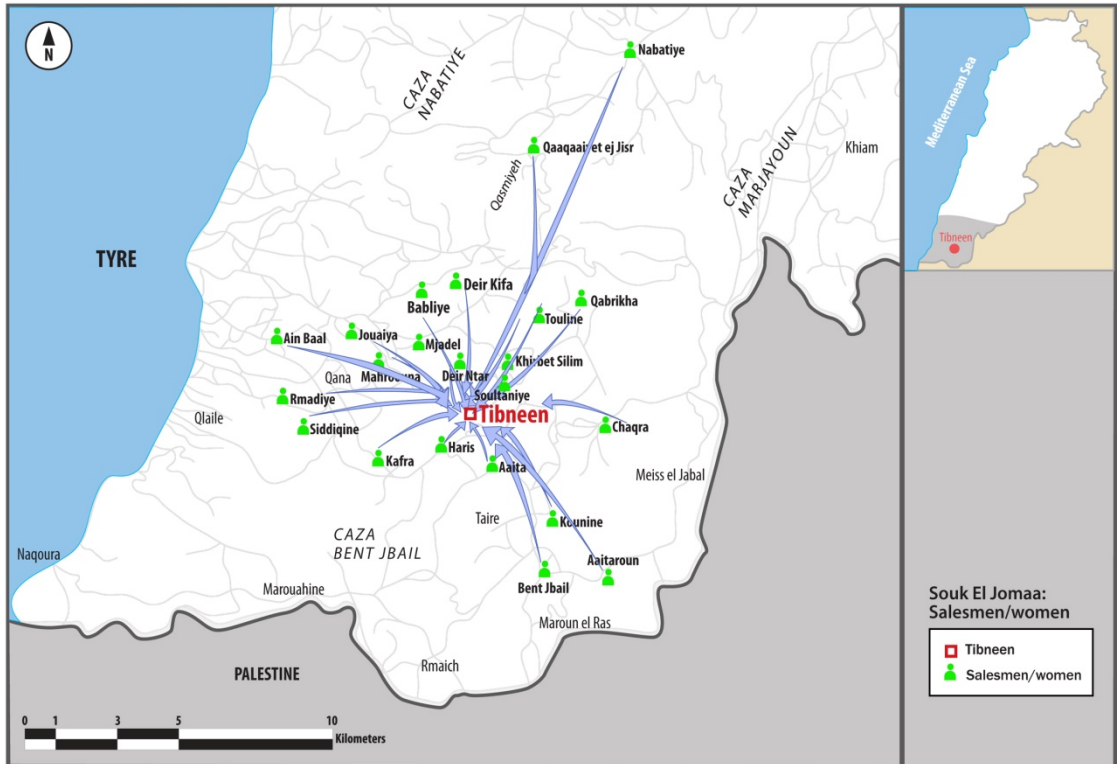 N
Nabatiye
CAZA
NABATIYE
Qaaqaaiyet ej Jisr
Khiam
CAZA
MARJAYOUN
Qasmiyeh
TYRE
Deir Kifa
Babliye
Qabrikha
Touline
Ain Baal
Jouaiya
Mjadel
Khirbet Silim
Deir Ntar
Qana
Soultaniye
Rmadiye
Qlaile
Tibneen
Siddiqine
Chaqra
Haris
Kafra
Aaita
Meiss el Jabal
Taire
Kounine
CAZA
BENT JBAIL
Naqoura
Aaitaroun
Bent Jbail
Marouahine
Maroun el Ras
Rmaich
PALESTINE
0 1 3 5 10
Kilometers
Mediterranean Sea
Tibneen
Souk El Jomaa:
Salesmen/women
Tibneen
Salesmen/women